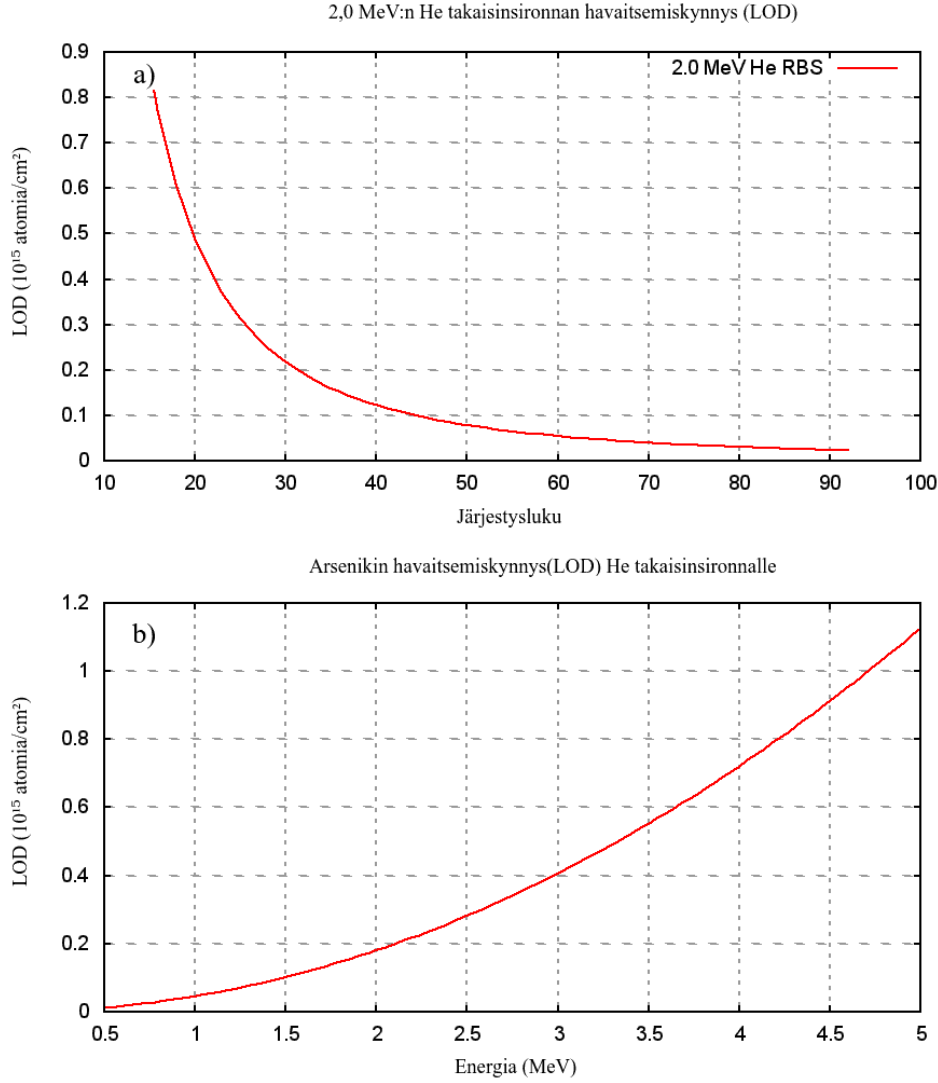 2,0 MeV:n He takaisinsironnan havaitsemiskynnys (LOD)
a)
2.0 MeV He RBS
LOD (10¹⁵ atomia/cm²)
0.9
0.8
0.7
0.6
0.5
0.4
0.3
0.2
0.1
0
10 20 30 40 50 60 70 80 90 100
Järjestysluku
Arsenikin havaitsemiskynnys(LOD) He takaisinsironnalle
b)
LOD (10¹⁵ atomia/cm²)
1.2
1
0.8
0.6
0.4
0.2
0
0.5 1 1.5 2 2.5 3 3.5 4 4.5 5
Energia (MeV)